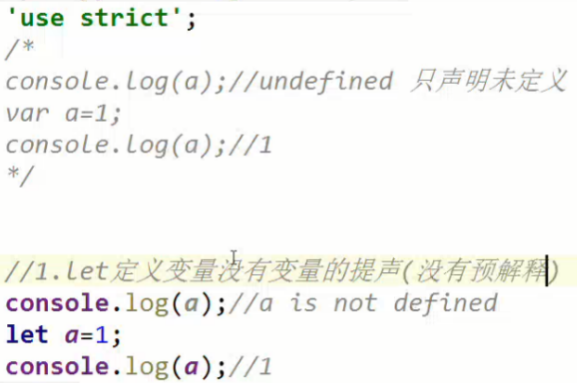 'use strict';
/*
console.log(a);//undefined 只声明未定义
var a=1;
console.log(a);//1
*/
//1.let定义变量没有变量的提声(没有预解释)
console.log(a);//a is not defined
let a=1;
console.log(a);//1